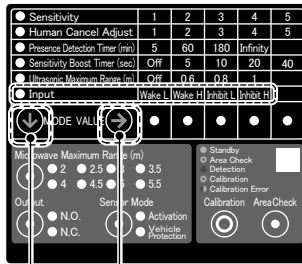 Sensitivity 1 2 3 4 5
Human Cancel Adjust 1 2 3 4 5
Presence Detection Timer (min) 5 60 180 Infinity
Sensitivity Boost Timer (sec) Off 5 10 20 40
Ultrasonic Maximum Range (m) Off 0.6 0.8 1
Input Wake L Wake H Inhibit L Inhibit H
MODE VALUE
Microwave Maximum Range (m)
2 2.5 3 3.5
4 4.5 5 5.5
Output Sensor Mode
N.O. Activation
N.C. Vehicle Protection
Standby
Area Check
Detection
Calibration
Calibration Error
Calibration Area Check